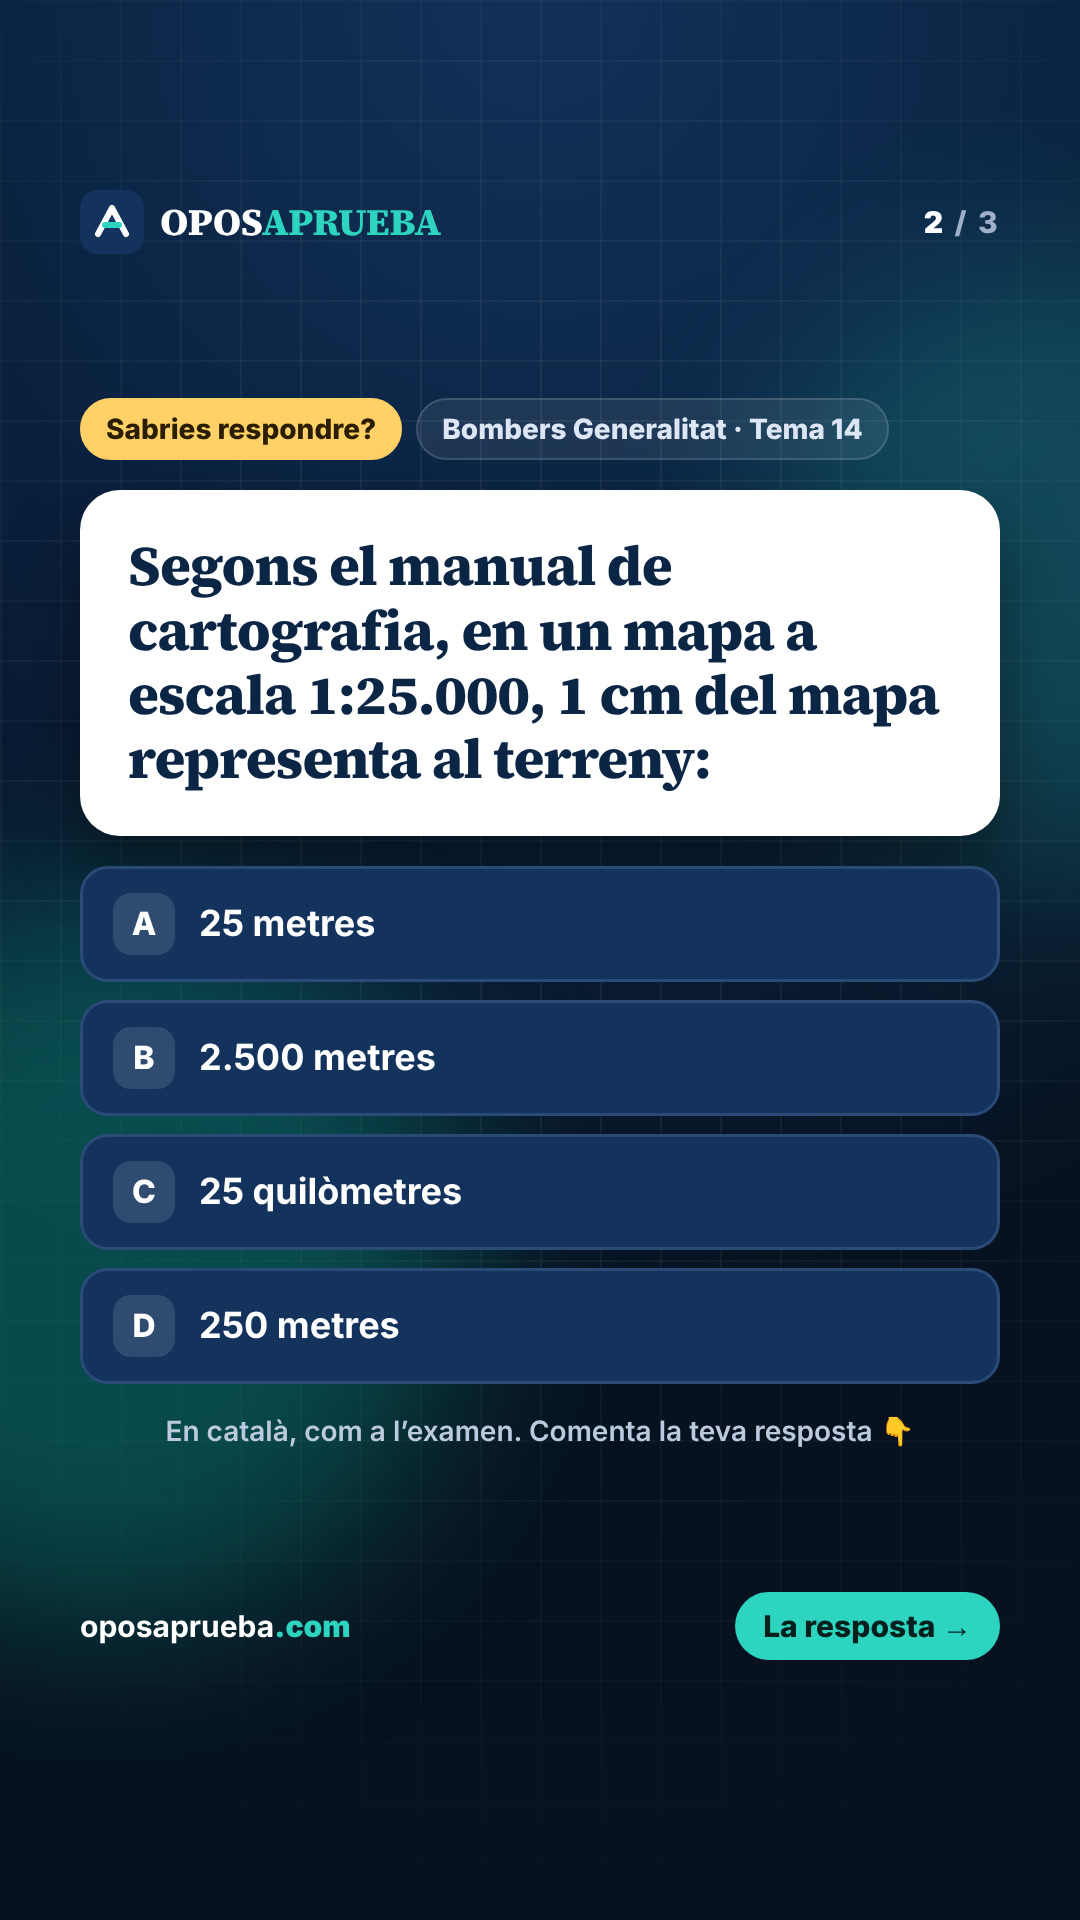 OPOSAPRUEBA
2 / 3
Sabries respondre?
Bombers Generalitat · Tema 14
Segons el manual de
cartografia, en un mapa a
escala 1:25.000, 1 cm del mapa
representa al terreny:
A 25 metres
B 2.500 metres
C 25 quilòmetres
D 250 metres
En català, com a l’examen. Comenta la teva resposta 👇
oposaprueba.com
La resposta →